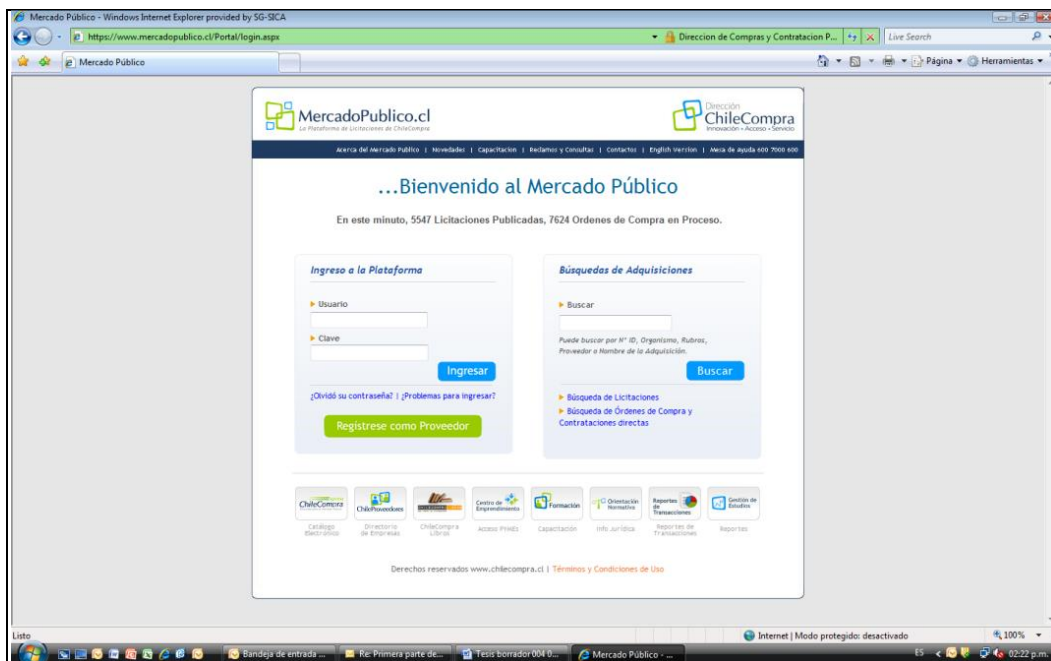 Mercado Público - Windows Internet Explorer provided by SG-SICA
https://www.mercadopublico.cl/Portal/login.aspx
Direccion de Compras y Contratacion P...
Live Search
Mercado Público
Página
Herramientas
MercadoPublico.cl
La Plataforma de Licitaciones de ChileCompra
Dirección
ChileCompra
Innovación - Acceso - Servicio
Acerca del Mercado Publico | Novedades | Capacitacion | Reclamos y Consultas | Contactos | English Version | Mesa de Ayuda 600 7000 600
...Bienvenido al Mercado Público
En este minuto, 5547 Licitaciones Publicadas, 7624 Ordenes de Compra en Proceso.
Ingreso a la Plataforma
Usuario
Clave
Ingresar
¿Olvidó su contraseña? | ¿Problemas para ingresar?
Regístrese como Proveedor
Búsquedas de Adquisiciones
Buscar
Puede buscar por N° ID, Organismo, Rubros,
Proveedor o Nombre de la Adquisición.
Buscar
Búsqueda de Licitaciones
Búsqueda de Órdenes de Compra y
Contrataciones directas
ChileCompra
ChileProveedores
Centro de
Emprendimiento
Formación
Orientación
Normativa
Reportes
de
Transacciones
Gestión de
Estudios
Catálogo
Electrónico
Directorio
de Empresas
ChileCompra
Libros
Acceso PYMEs
Capacitación
Info Jurídica
Reportes de
Transacciones
Reportes
Derechos reservados www.chilecompra.cl | Términos y Condiciones de Uso
Listo
Internet | Modo protegido: desactivado
100%
Bandeja de entrada ...
Re: Primera parte de...
Tesis borrador 004 0...
Mercado Público - ...
ES
02:22 p.m.